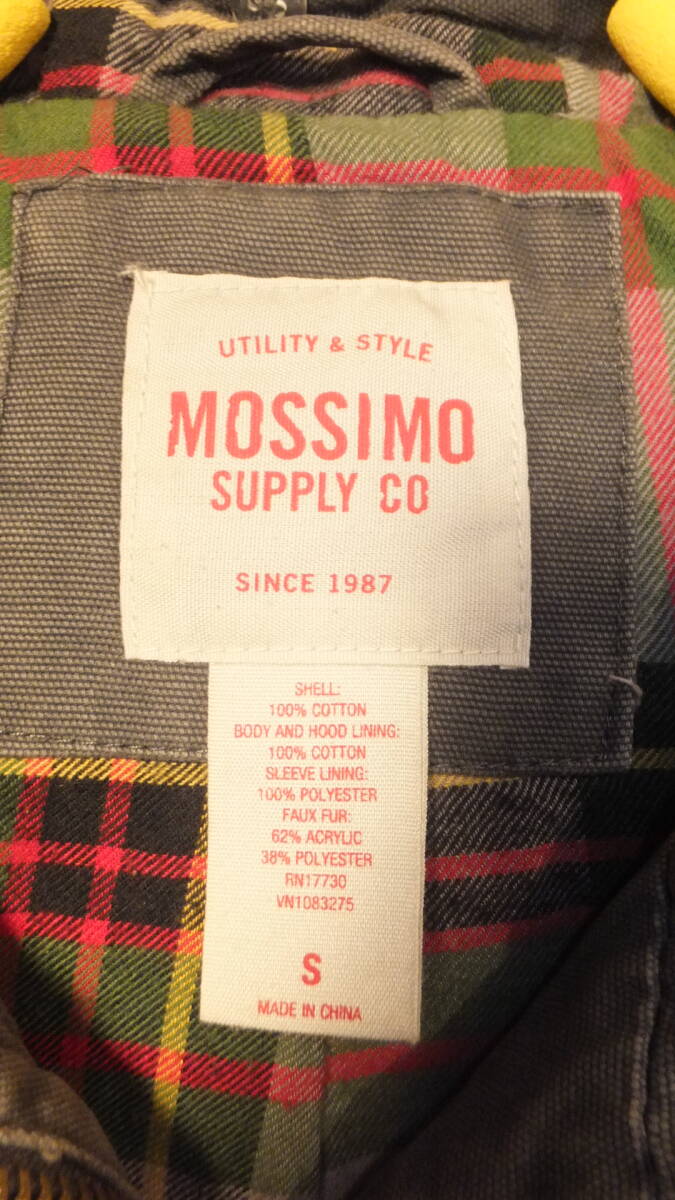 UTILITY & STYLE
MOSSIMO
SUPPLY CO
SINCE 1987
SHELL:
100% COTTON
BODY AND HOOD LINING:
100% COTTON
SLEEVE LINING:
100% POLYESTER
FAUX FUR:
62% ACRYLIC
38% POLYESTER
RN17730
VN1083275
S
MADE IN CHINA